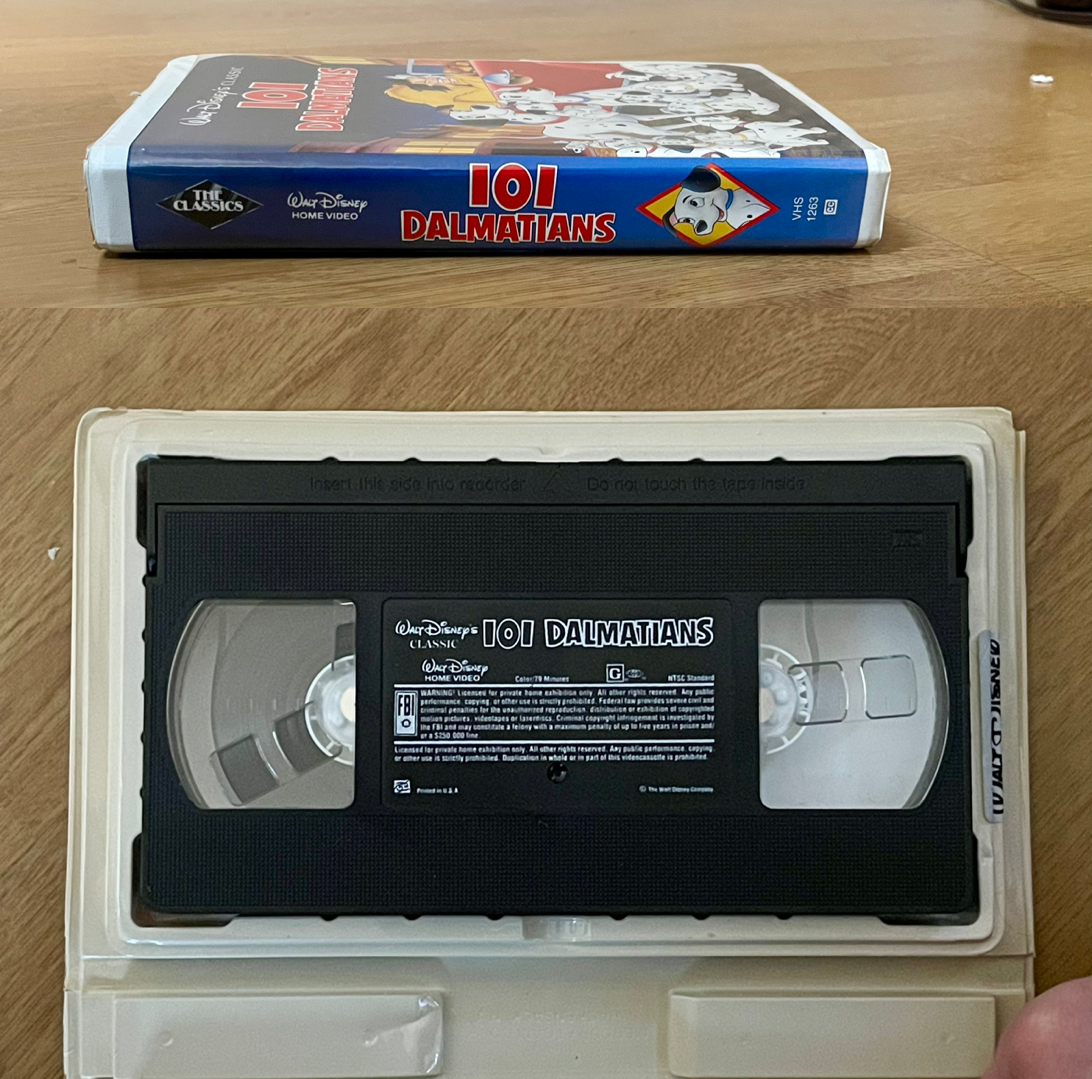 WALT DISNEY'S CLASSIC
101
DALMATIANS
THE
CLASSICS
WALT DISNEY
HOME VIDEO
101
DALMATIANS
VHS
1263
CC
Insert this side into recorder
Do not touch the tape inside
VHS
WALT DISNEY'S
CLASSIC
101 DALMATIANS
WALT DISNEY
HOME VIDEO
Color/79 Minutes
G
NTSC Standard
FBI
WARNING! Licensed for private home exhibition only. All other rights reserved. Any public
performance, copying, or other use is strictly prohibited. Federal law provides severe civil and
criminal penalties for the unauthorized reproduction, distribution or exhibition of copyrighted
motion pictures, videotapes or laserdiscs. Criminal copyright infringement is investigated by
the FBI and may constitute a felony with a maximum penalty of up to five years in prison and/
or a $250,000 fine.
Licensed for private home exhibition only. All other rights reserved. Any public performance, copying,
or other use is strictly prohibited. Duplication in whole or in part of this videocassette is prohibited.
Printed in U.S.A
© The Walt Disney Company
WALT DISNEY